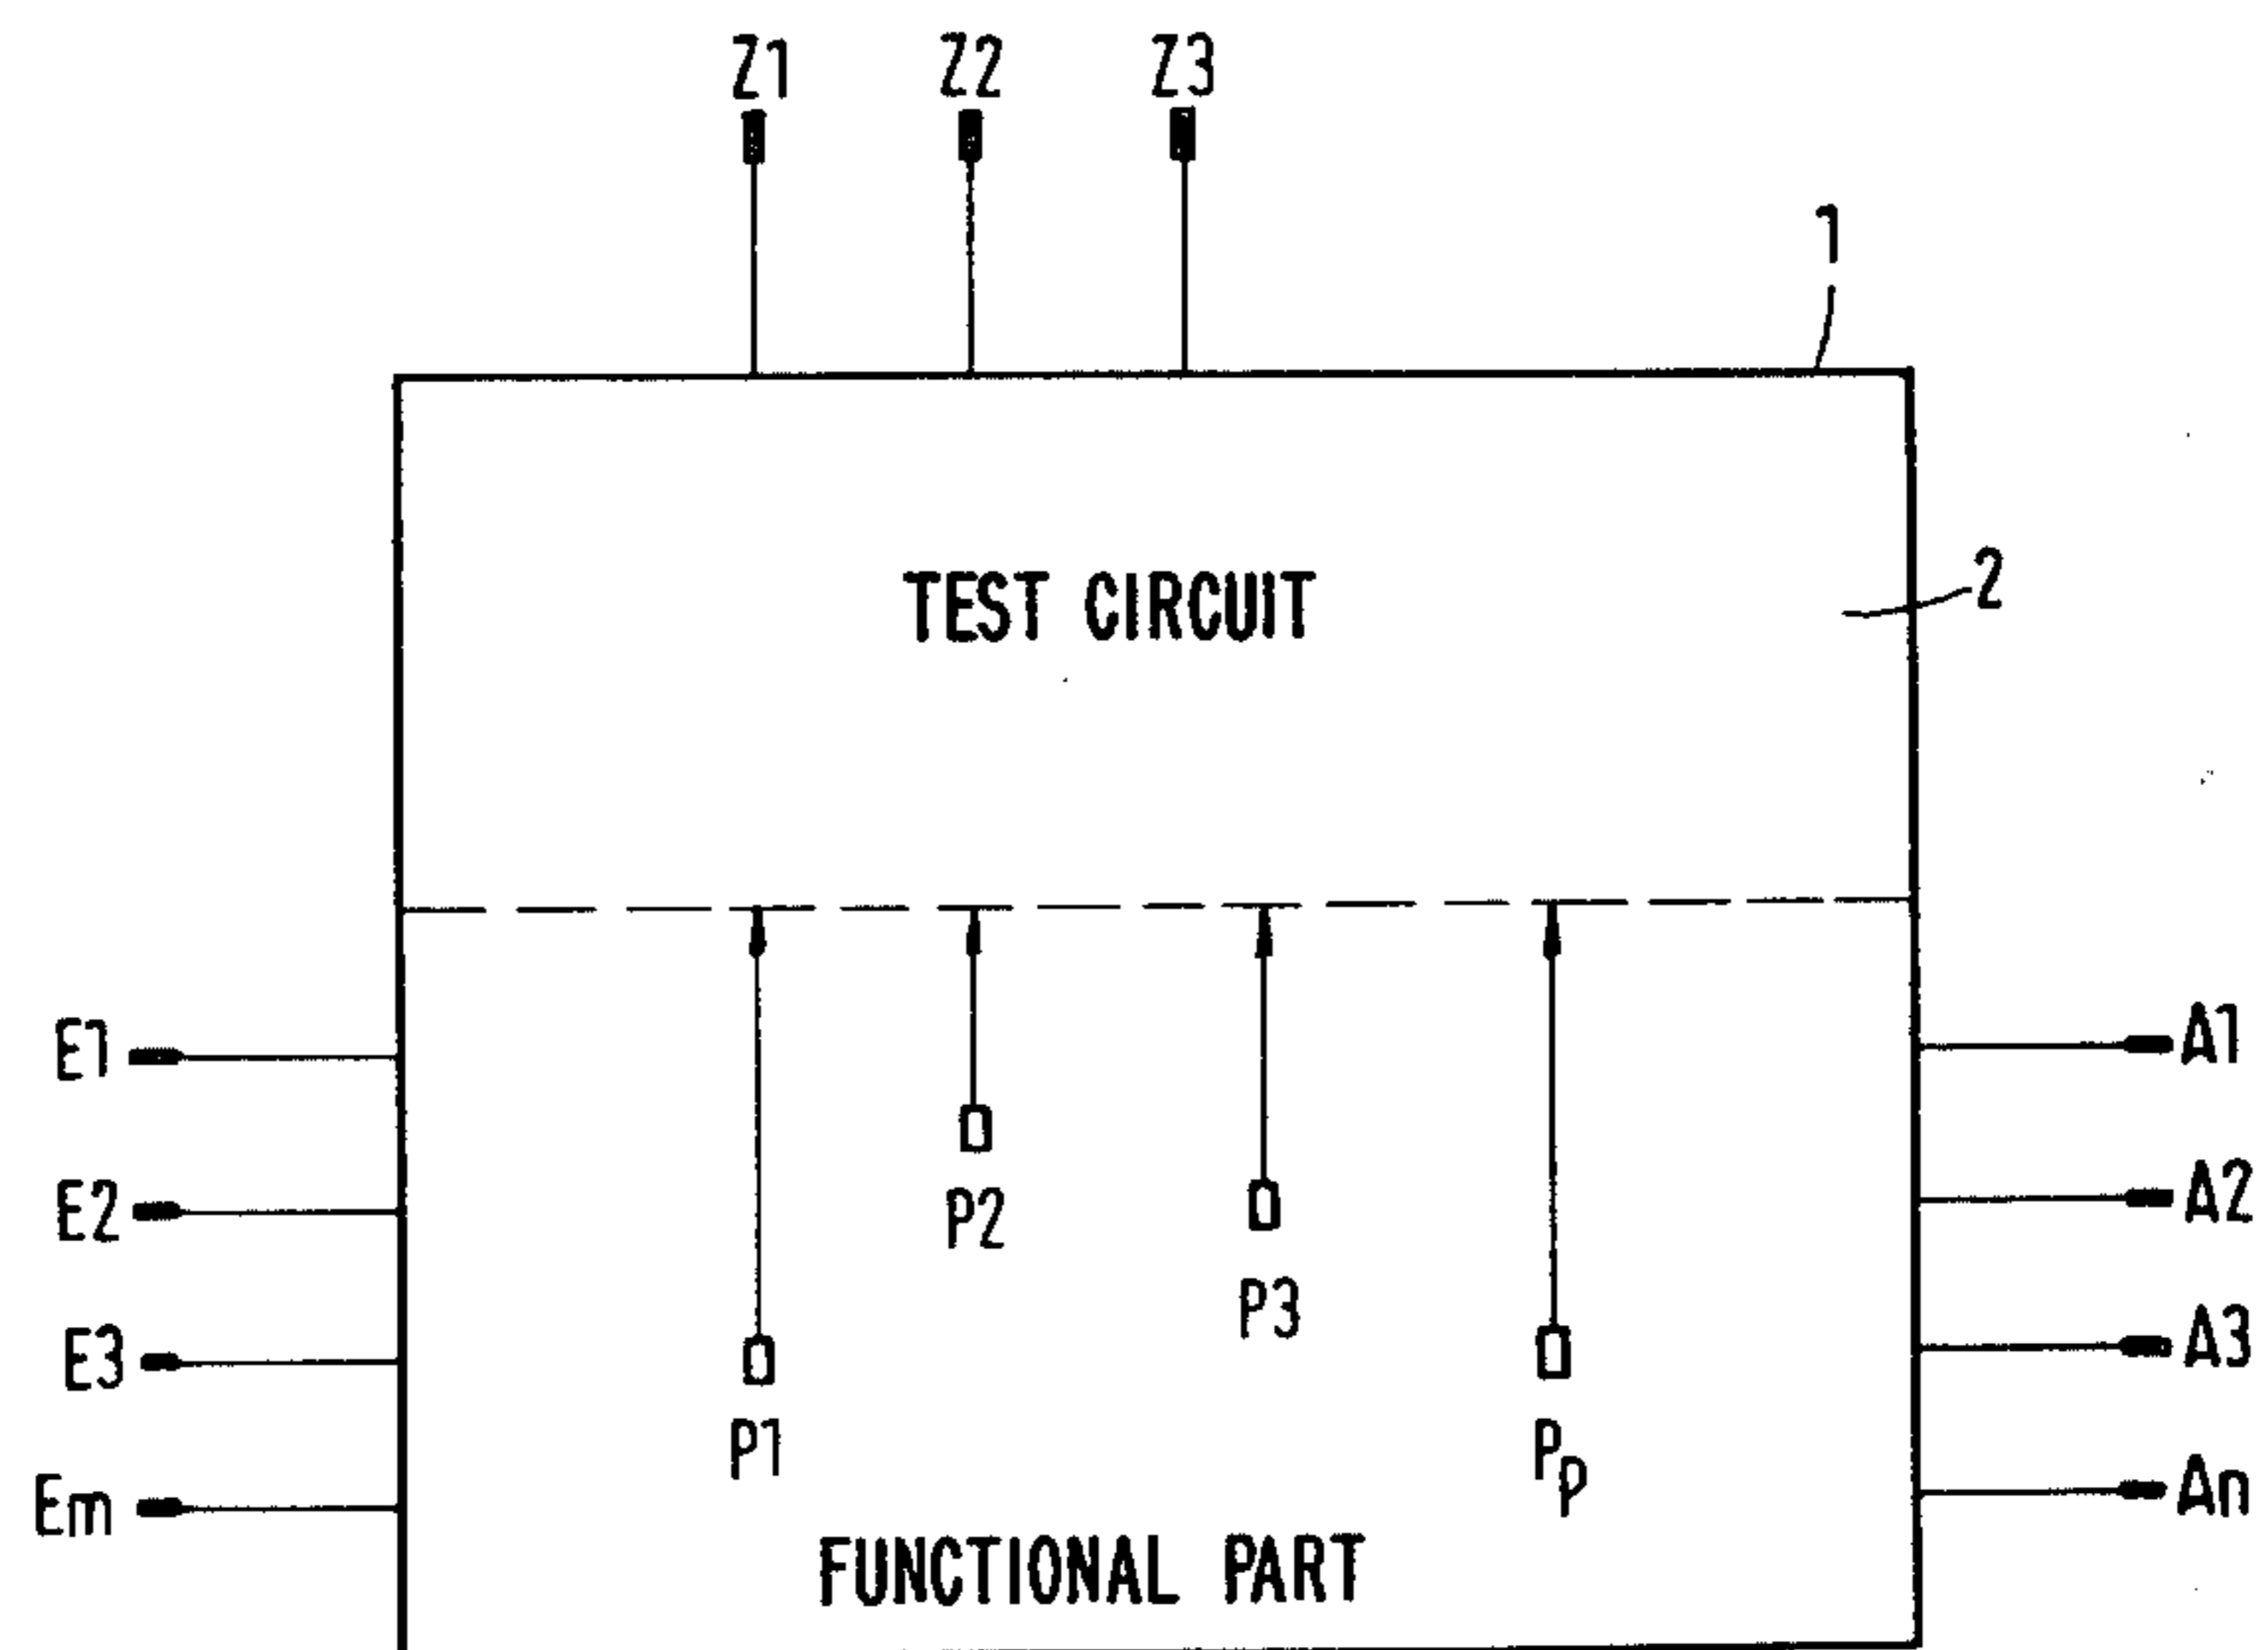 Z1 Z2 Z3
1
TEST CIRCUIT
2
E1
A1
E2
P2
A2
E3
P3
A3
P1
Pp
Em
An
FUNCTIONAL PART